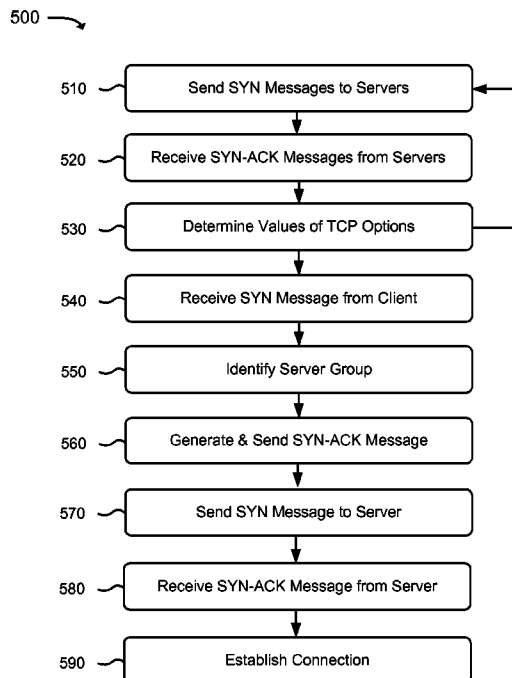 500
510 Send SYN Messages to Servers
520 Receive SYN-ACK Messages from Servers
530 Determine Values of TCP Options
540 Receive SYN Message from Client
550 Identify Server Group
560 Generate & Send SYN-ACK Message
570 Send SYN Message to Server
580 Receive SYN-ACK Message from Server
590 Establish Connection